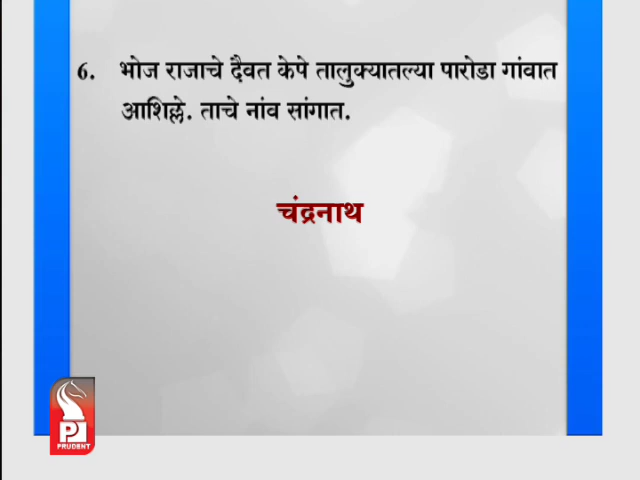 6. भोज राजाचे दैवत केपे तालुक्यातल्या पारोडा गांवात
आशिल्ले. ताचे नांव सांगात.
चंद्रनाथ
PRUDENT